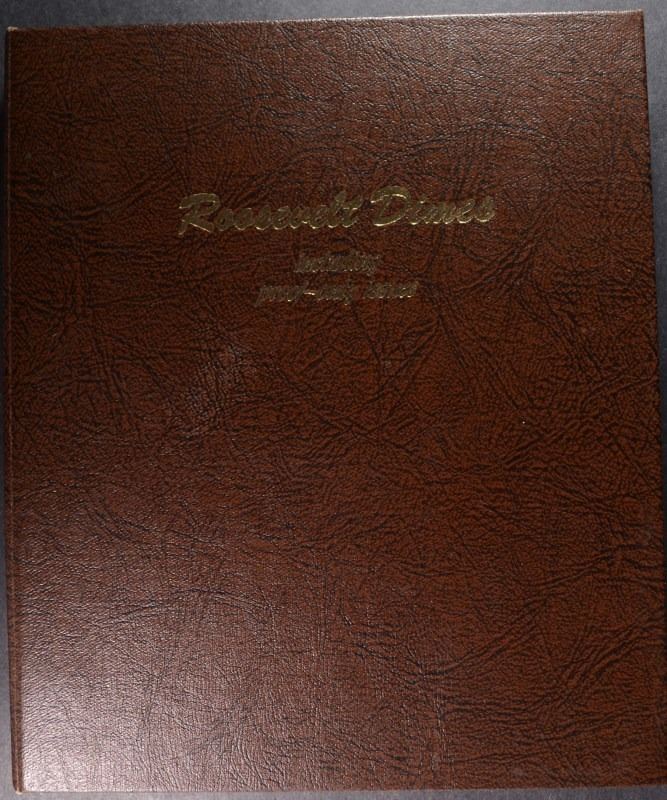 Roosevelt Dimes
including
proof-only issues